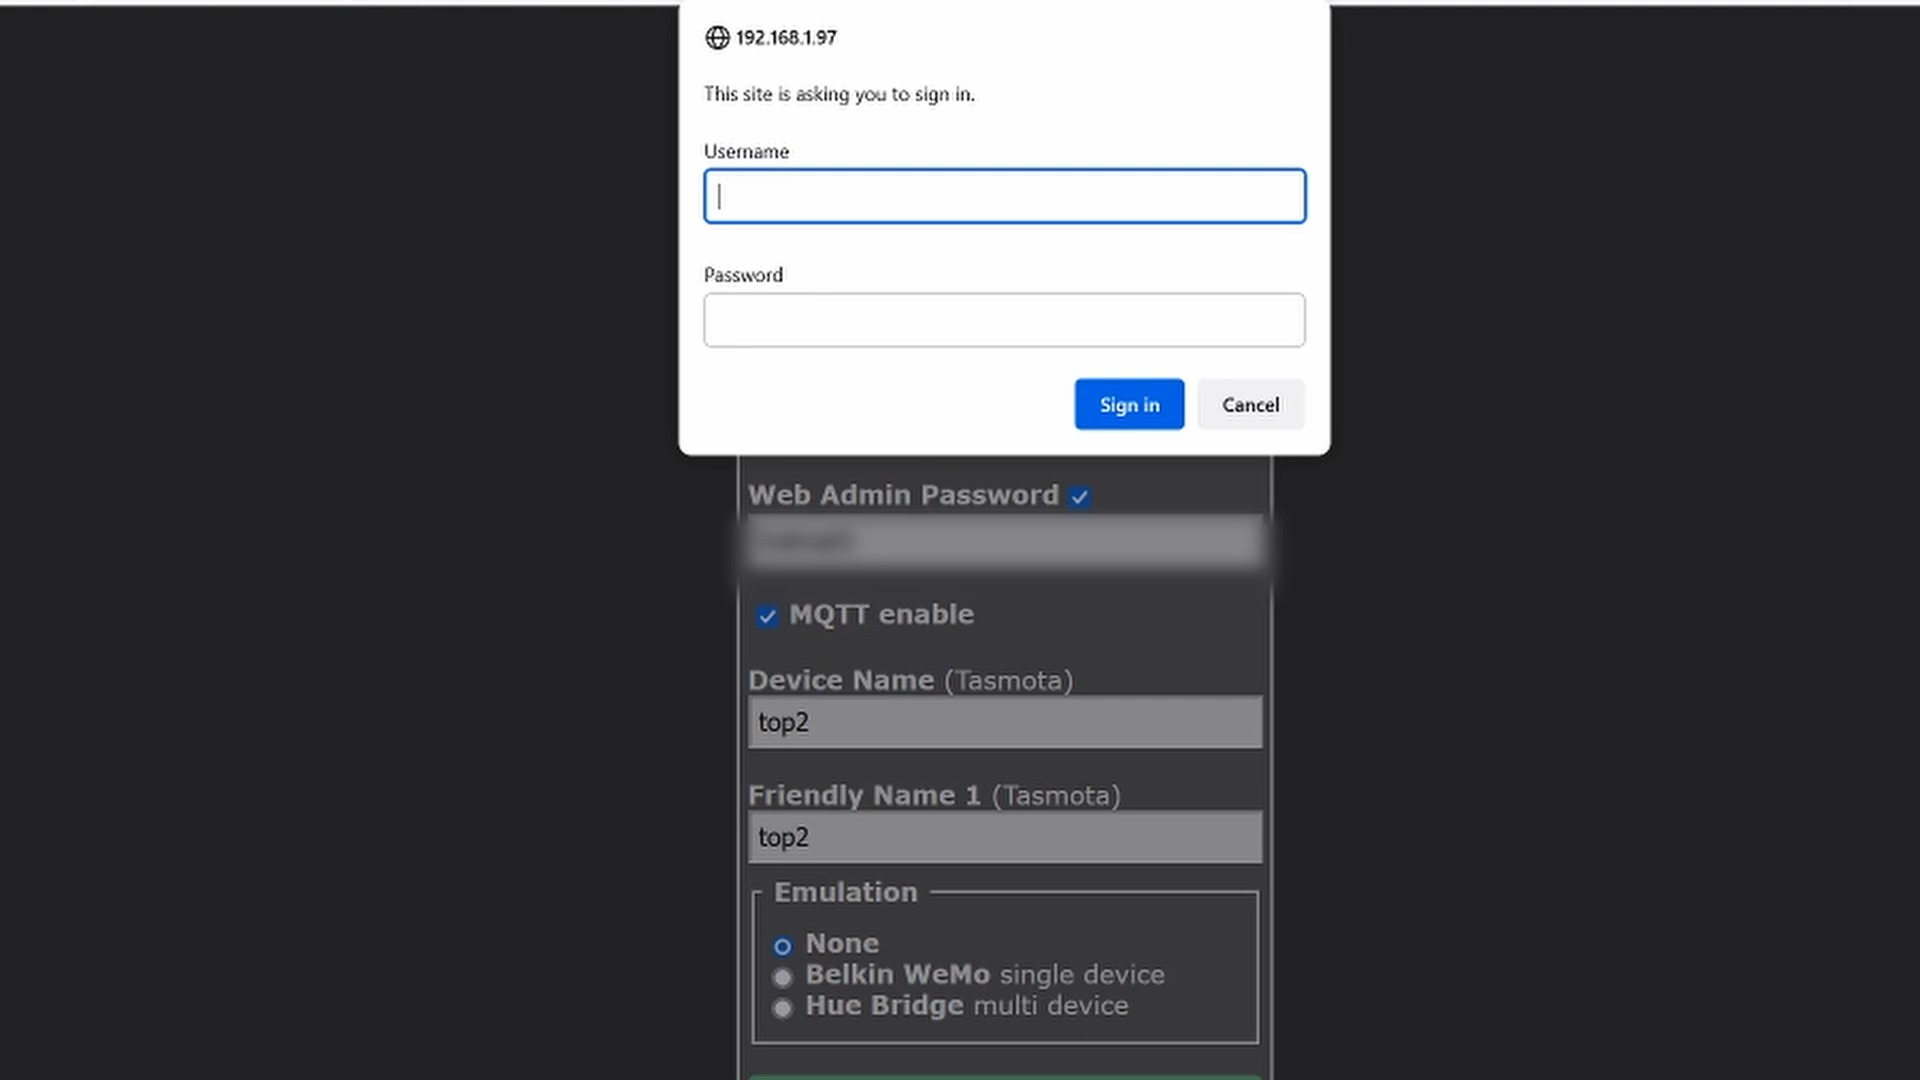 192.168.1.97
This site is asking you to sign in.
Username
Password
Sign in Cancel
Web Admin Password
MQTT enable
Device Name (Tasmota)
top2
Friendly Name 1 (Tasmota)
top2
Emulation
None
Belkin WeMo single device
Hue Bridge multi device